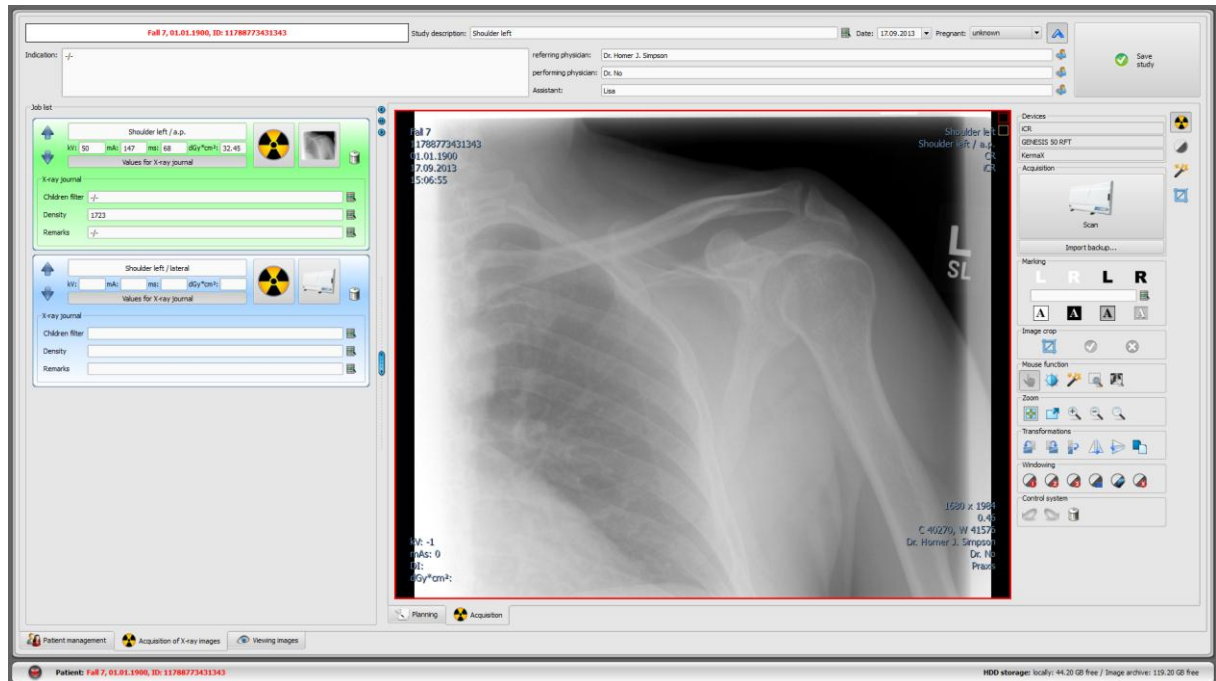 Fall 7, 01.01.1900, ID: 11788773431343
Study description: Shoulder left
Date: 17.09.2013
Pregnant: unknown
Indication: -/-
referring physician: Dr. Homer J. Simpson
performing physician: Dr. No
Assistant: Lisa
Save
study
Job list
Shoulder left / a.p.
kV: 50 mA: 147 ms: 68 dGy*cm²: 32,45
Values for X-ray journal
X-ray journal
Children filter -/-
Density 1723
Remarks -/-
Shoulder left / lateral
kV: mA: ms: dGy*cm²:
Values for X-ray journal
X-ray journal
Children filter
Density
Remarks
Fall 7
11788773431343
01.01.1900
17.09.2013
15:06:55
Shoulder left
Shoulder left / a.p.
CR
iCR
L
SL
kV: -1
mAs: 0
DI:
dGy*cm²:
1680 x 1984
0.45
C 40270, W 41575
Dr. Homer J. Simpson
Dr. No
Praxis
Devices
iCR
GENESIS 50 RPT
KermaX
Acquisition
Scan
Import backup...
Marking
L R L R
A A A A
Image crop
Mouse function
Zoom
Transformations
Windowing
Control system
Planning
Acquisition
Patient management
Acquisition of X-ray images
Viewing images
Patient: Fall 7, 01.01.1900, ID: 11788773431343
HDD storage: locally: 44.20 GB free / Image archive: 119.20 GB free